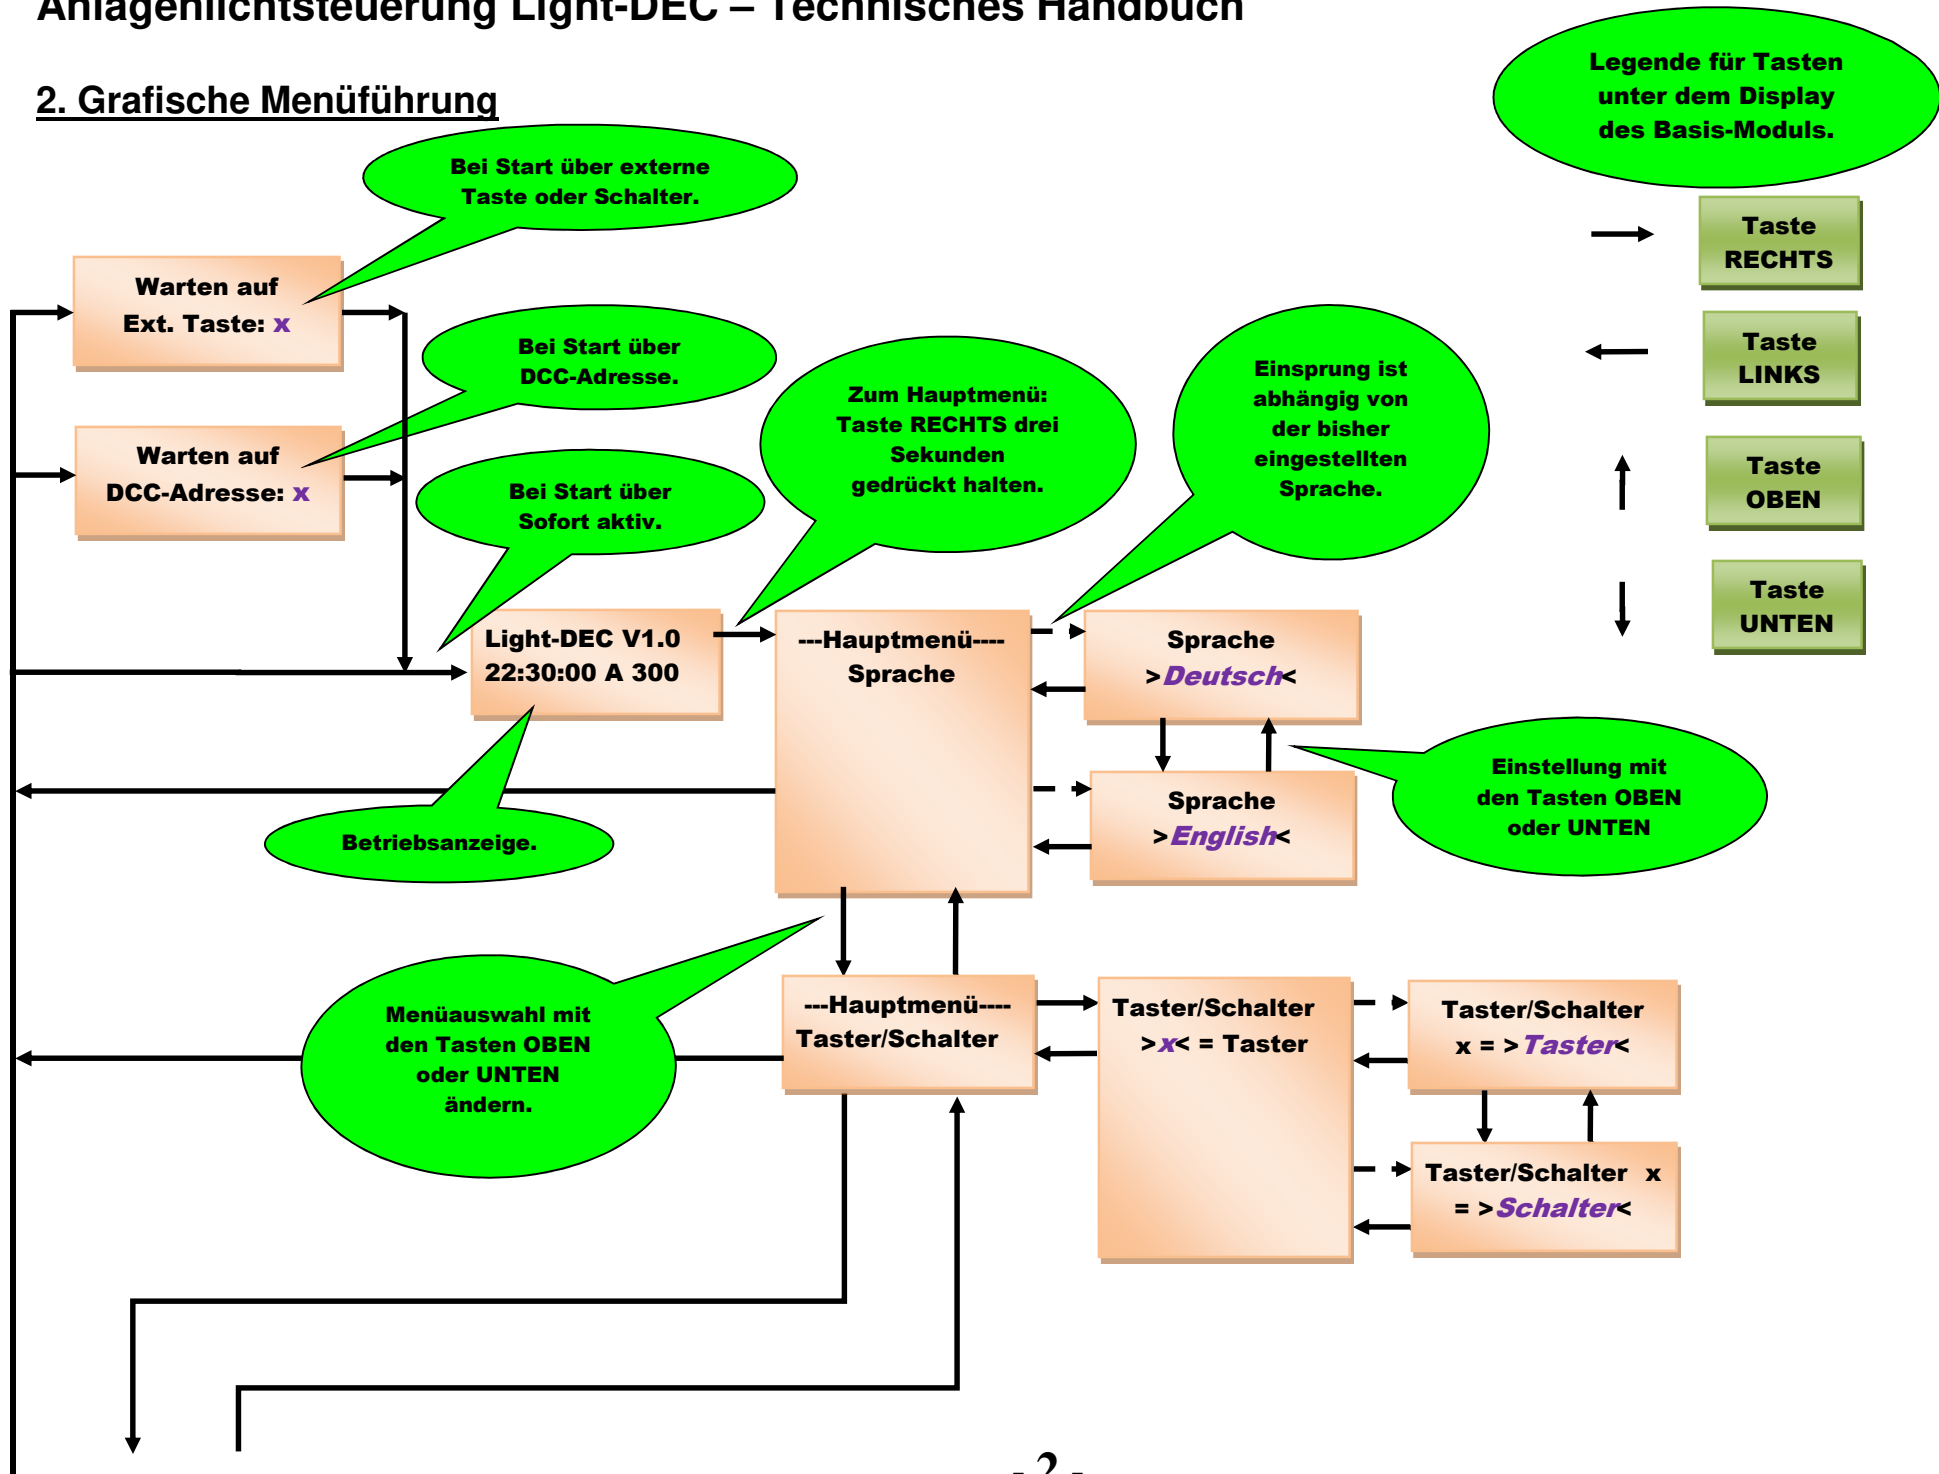 Anlagenlichtsteuerung Light-DEC – Technisches Handbuch
2. Grafische Menüführung
Legende für Tasten
unter dem Display
des Basis-Moduls.
Bei Start über externe
Taste oder Schalter.
Taste
RECHTS
Warten auf
Ext. Taste: x
Bei Start über
DCC-Adresse.
Taste
LINKS
Zum Hauptmenü:
Taste RECHTS drei
Sekunden
gedrückt halten.
Einsprung ist
abhängig von
der bisher
eingestellten
Sprache.
Warten auf
DCC-Adresse: x
Taste
OBEN
Bei Start über
Sofort aktiv.
Taste
UNTEN
Light-DEC V1.0
22:30:00 A 300
---Hauptmenü----
Sprache
Sprache
>Deutsch<
Einstellung mit
den Tasten OBEN
oder UNTEN
Sprache
>English<
Betriebsanzeige.
Menüauswahl mit
den Tasten OBEN
oder UNTEN
ändern.
---Hauptmenü----
Taster/Schalter
Taster/Schalter
>x< = Taster
Taster/Schalter
x = >Taster<
Taster/Schalter x
= >Schalter<
- 2 -